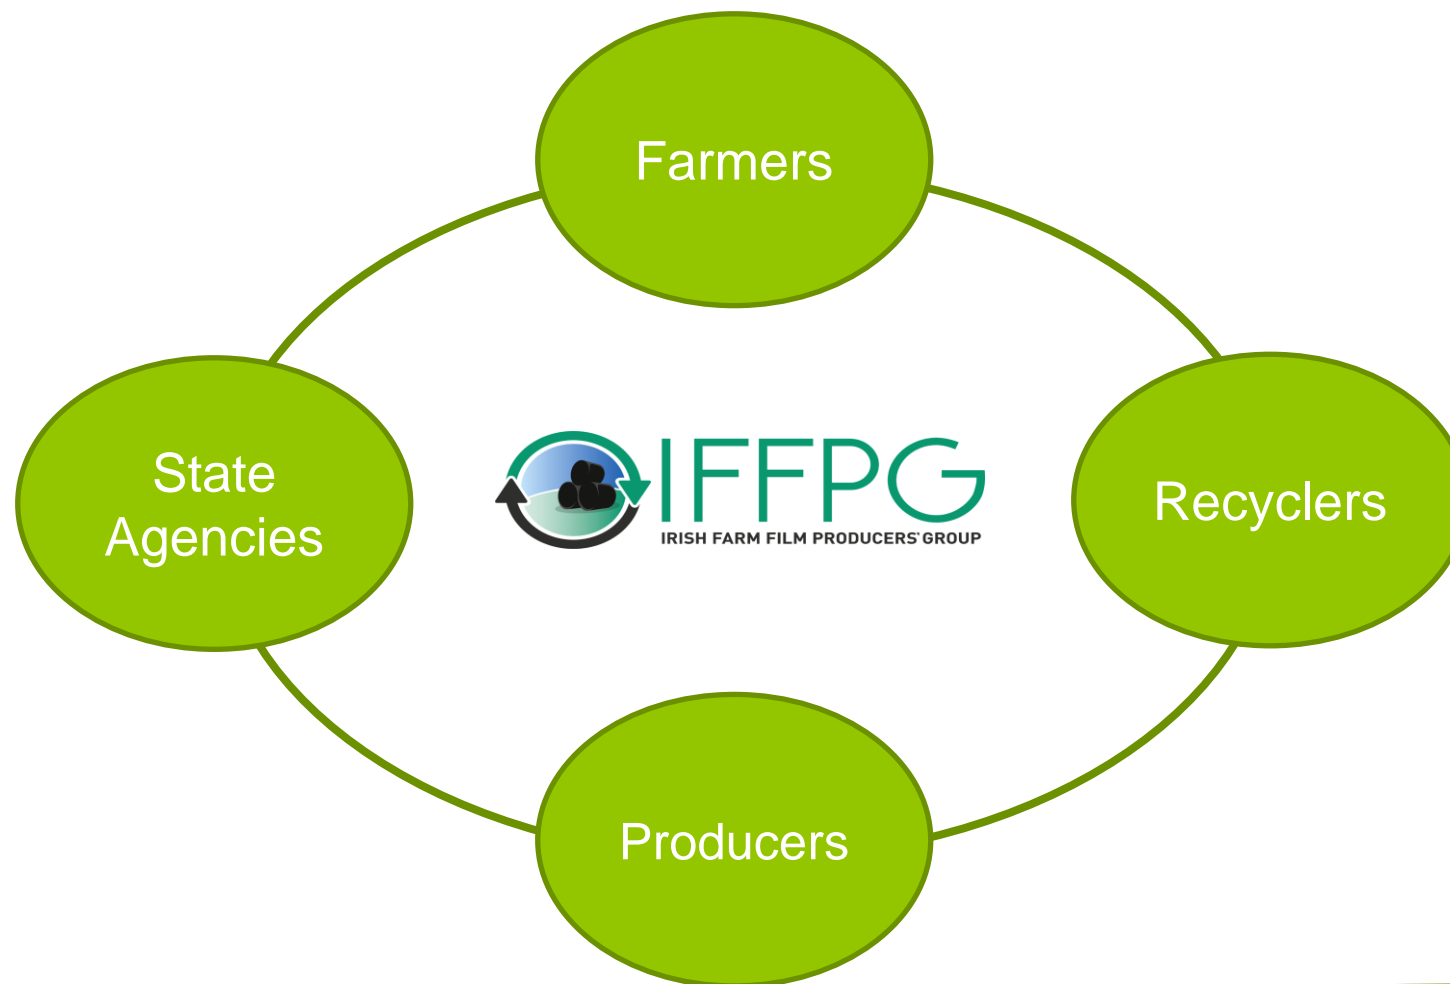 Farmers
State
Agencies
IFFPG
IRISH FARM FILM PRODUCERS' GROUP
Recyclers
Producers